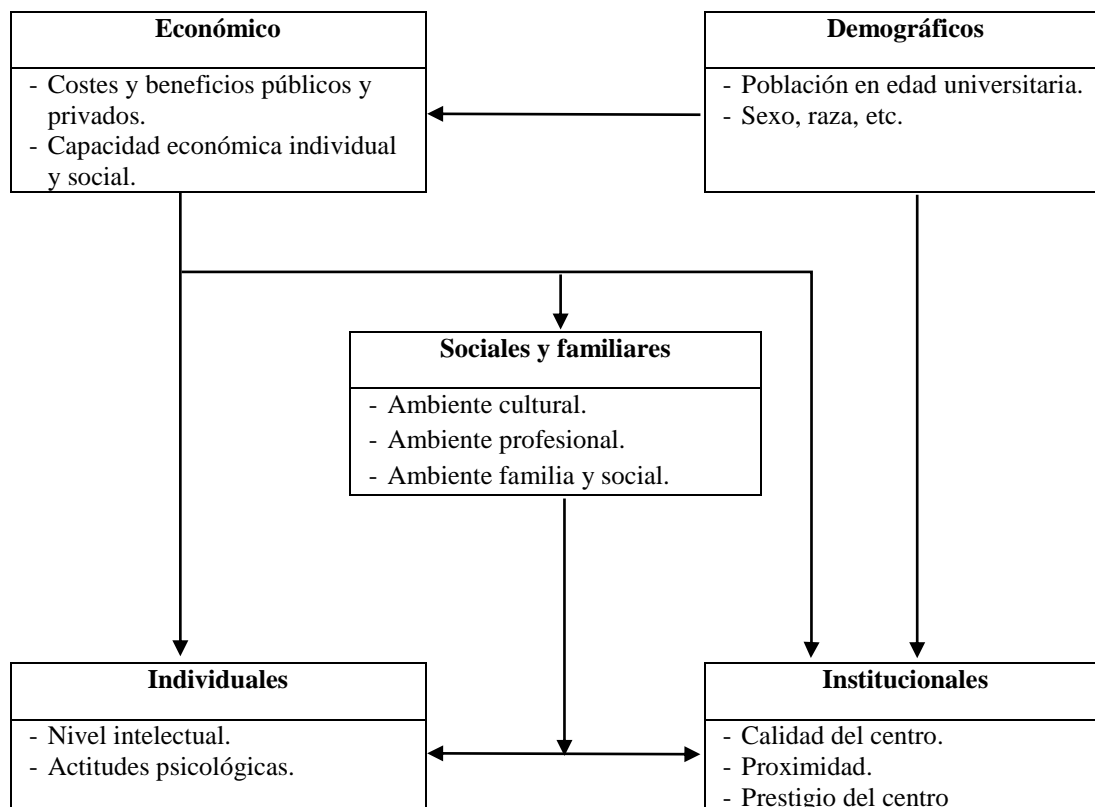 Económico
- Costes y beneficios públicos y
privados.
- Capacidad económica individual
y social.
Demográficos
- Población en edad universitaria.
- Sexo, raza, etc.
Sociales y familiares
- Ambiente cultural.
- Ambiente profesional.
- Ambiente familia y social.
Individuales
- Nivel intelectual.
- Actitudes psicológicas.
Institucionales
- Calidad del centro.
- Proximidad.
- Prestigio del centro